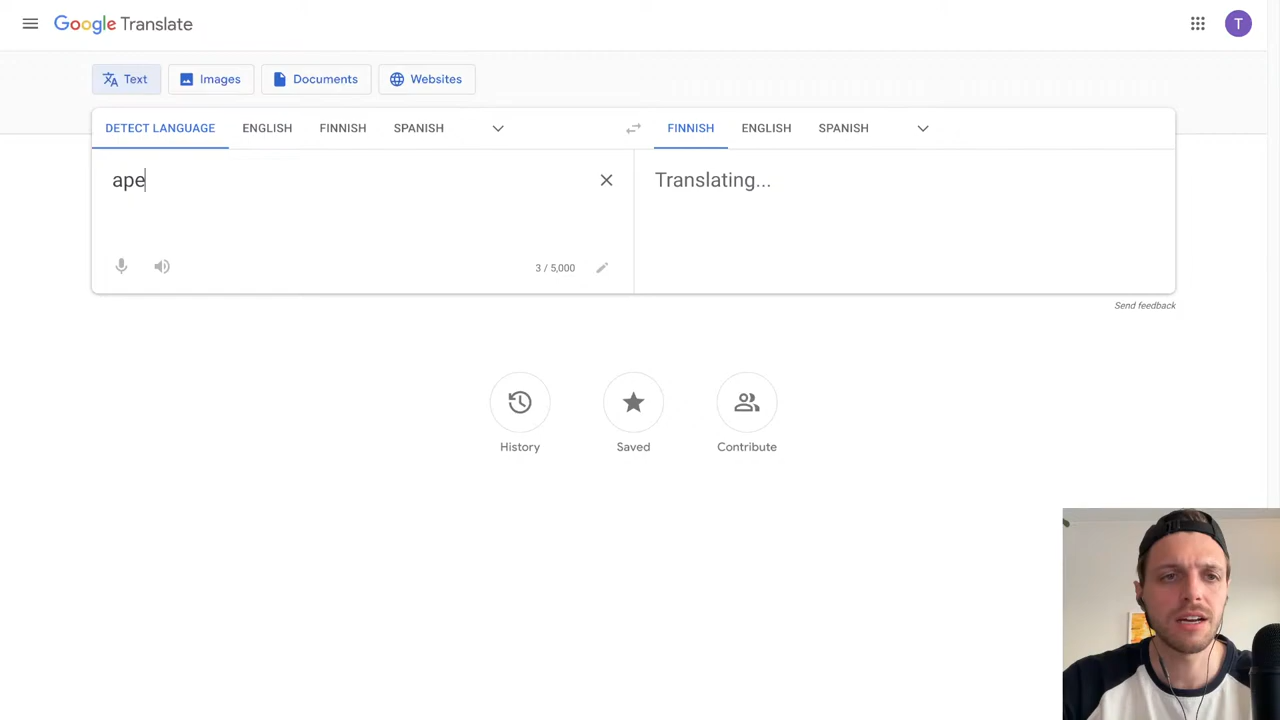 Google Translate
T
Text
Images
Documents
Websites
DETECT LANGUAGE
ENGLISH
FINNISH
SPANISH
FINNISH
ENGLISH
SPANISH
ape
Translating...
3 / 5,000
Send feedback
History
Saved
Contribute